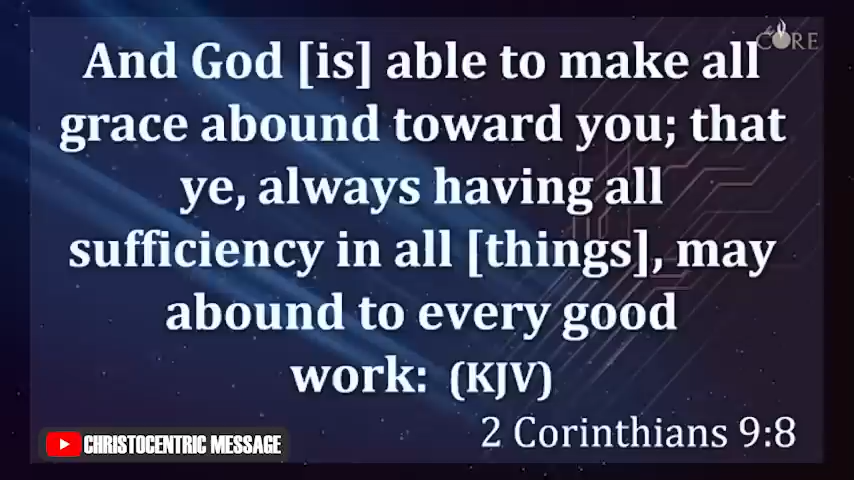 CORE
And God [is] able to make all
grace abound toward you; that
ye, always having all
sufficiency in all [things], may
abound to every good
work: (KJV)
2 Corinthians 9:8
CHRISTOCENTRIC MESSAGE